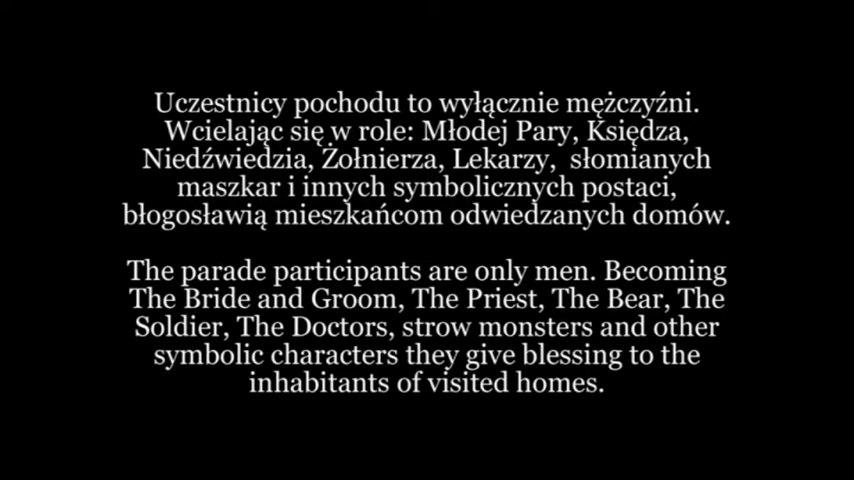 Uczestnicy pochodu to wyłącznie mężczyźni.
Wcielając się w role: Młodej Pary, Księdza,
Niedźwiedzia, Żołnierza, Lekarzy, słomianych
maszkar i innych symbolicznych postaci,
błogosławią mieszkańcom odwiedzanych domów.
The parade participants are only men. Becoming
The Bride and Groom, The Priest, The Bear, The
Soldier, The Doctors, strow monsters and other
symbolic characters they give blessing to the
inhabitants of visited homes.